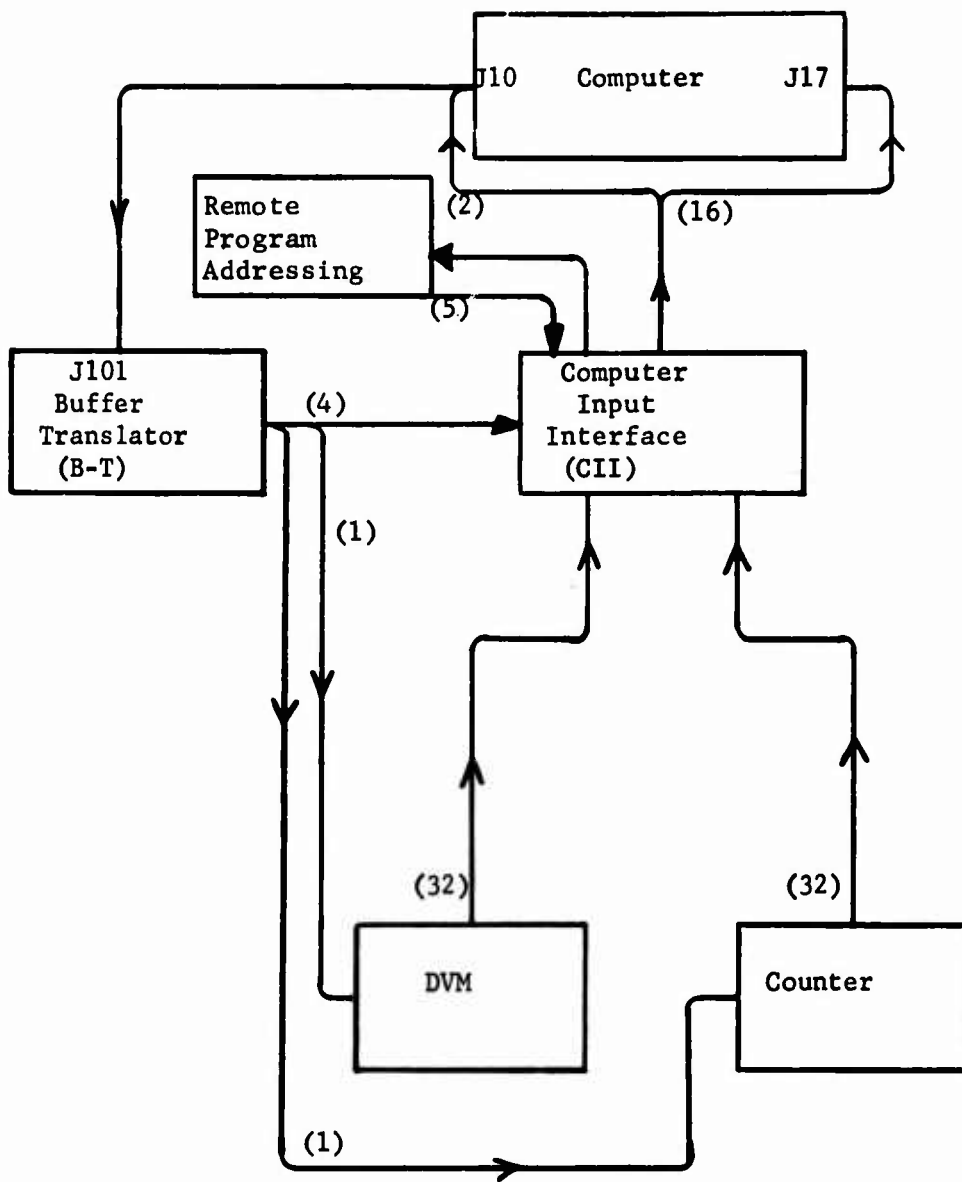 J10 Computer J17
(2) (16)
Remote
Program
Addressing
(5)
J101
Buffer
Translator
(B-T)
(4)
Computer
Input
Interface
(CII)
(1)
(32)
(32)
DVM
Counter
(1)